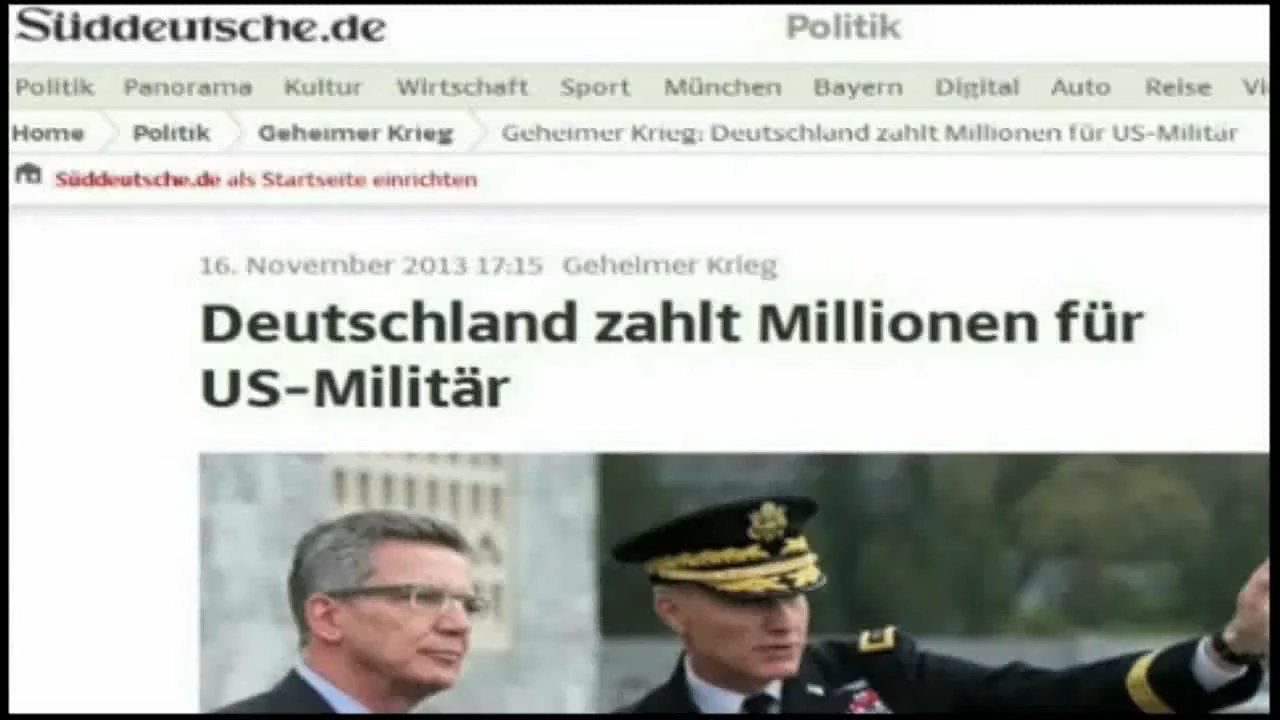 Süddeutsche.de Politik
Politik Panorama Kultur Wirtschaft Sport München Bayern Digital Auto Reise
Home Politik Geheimer Krieg Geheimer Krieg: Deutschland zahlt Millionen für US-Militär
Süddeutsche.de als Startseite einrichten
16. November 2013 17:15 Geheimer Krieg
Deutschland zahlt Millionen für
US-Militär